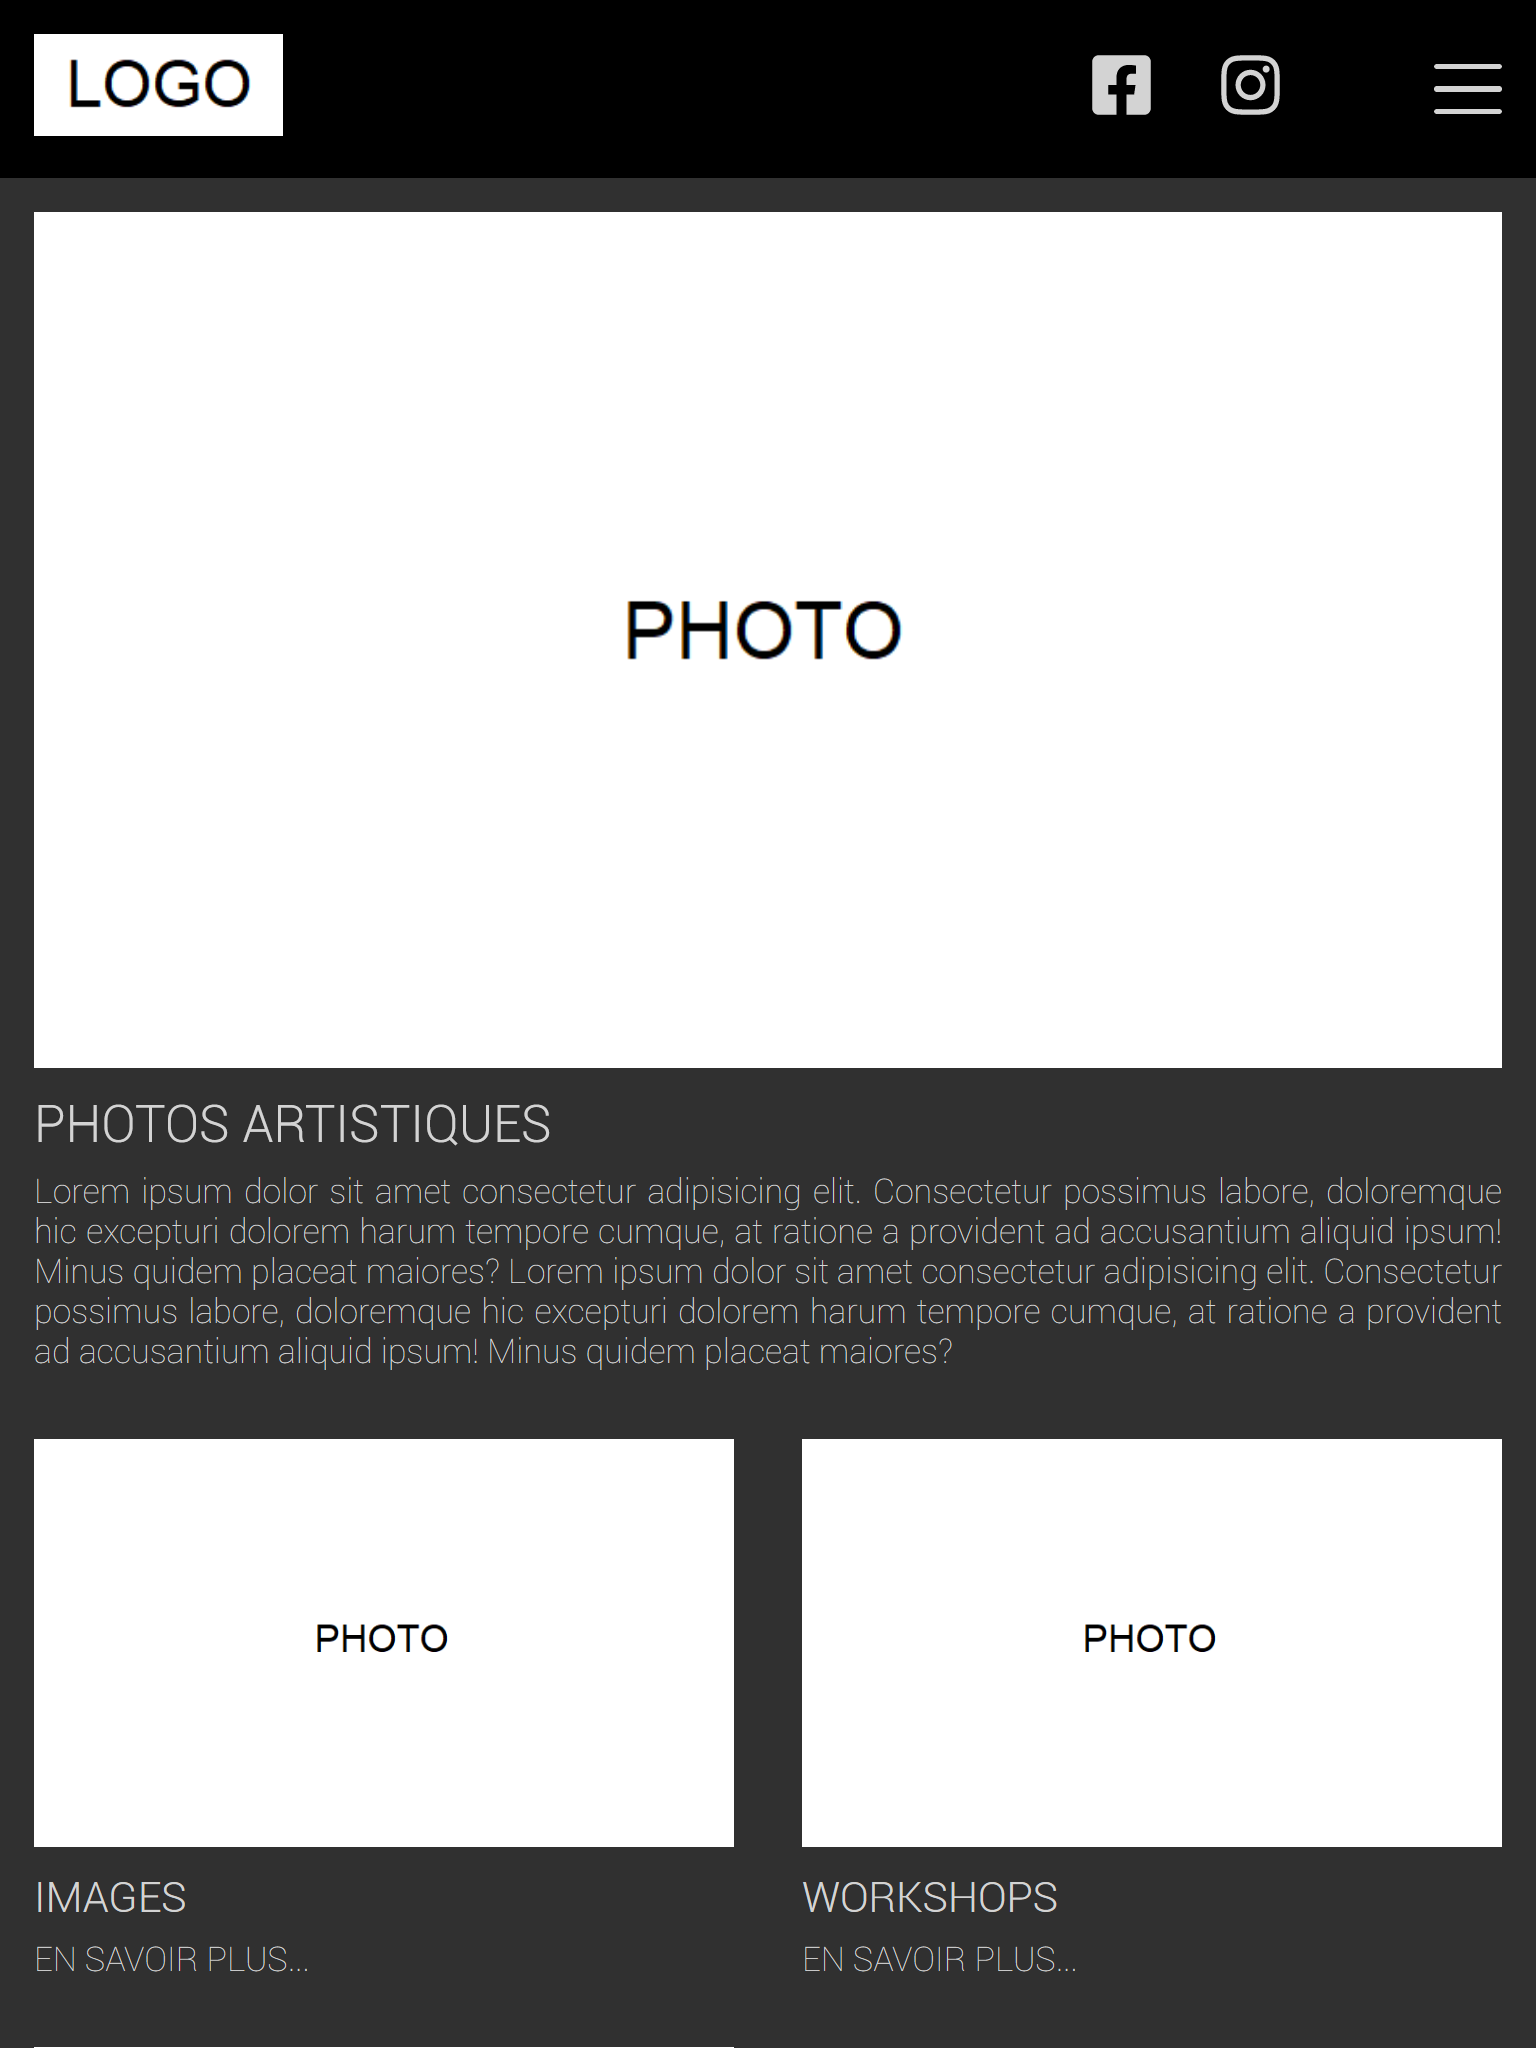 LOGO
PHOTO
PHOTOS ARTISTIQUES
Lorem ipsum dolor sit amet consectetur adipisicing elit. Consectetur possimus labore, doloremque
hic excepturi dolorem harum tempore cumque, at ratione a provident ad accusantium aliquid ipsum!
Minus quidem placeat maiores? Lorem ipsum dolor sit amet consectetur adipisicing elit. Consectetur
possimus labore, doloremque hic excepturi dolorem harum tempore cumque, at ratione a provident
ad accusantium aliquid ipsum! Minus quidem placeat maiores?
PHOTO
IMAGES
EN SAVOIR PLUS...
PHOTO
WORKSHOPS
EN SAVOIR PLUS...